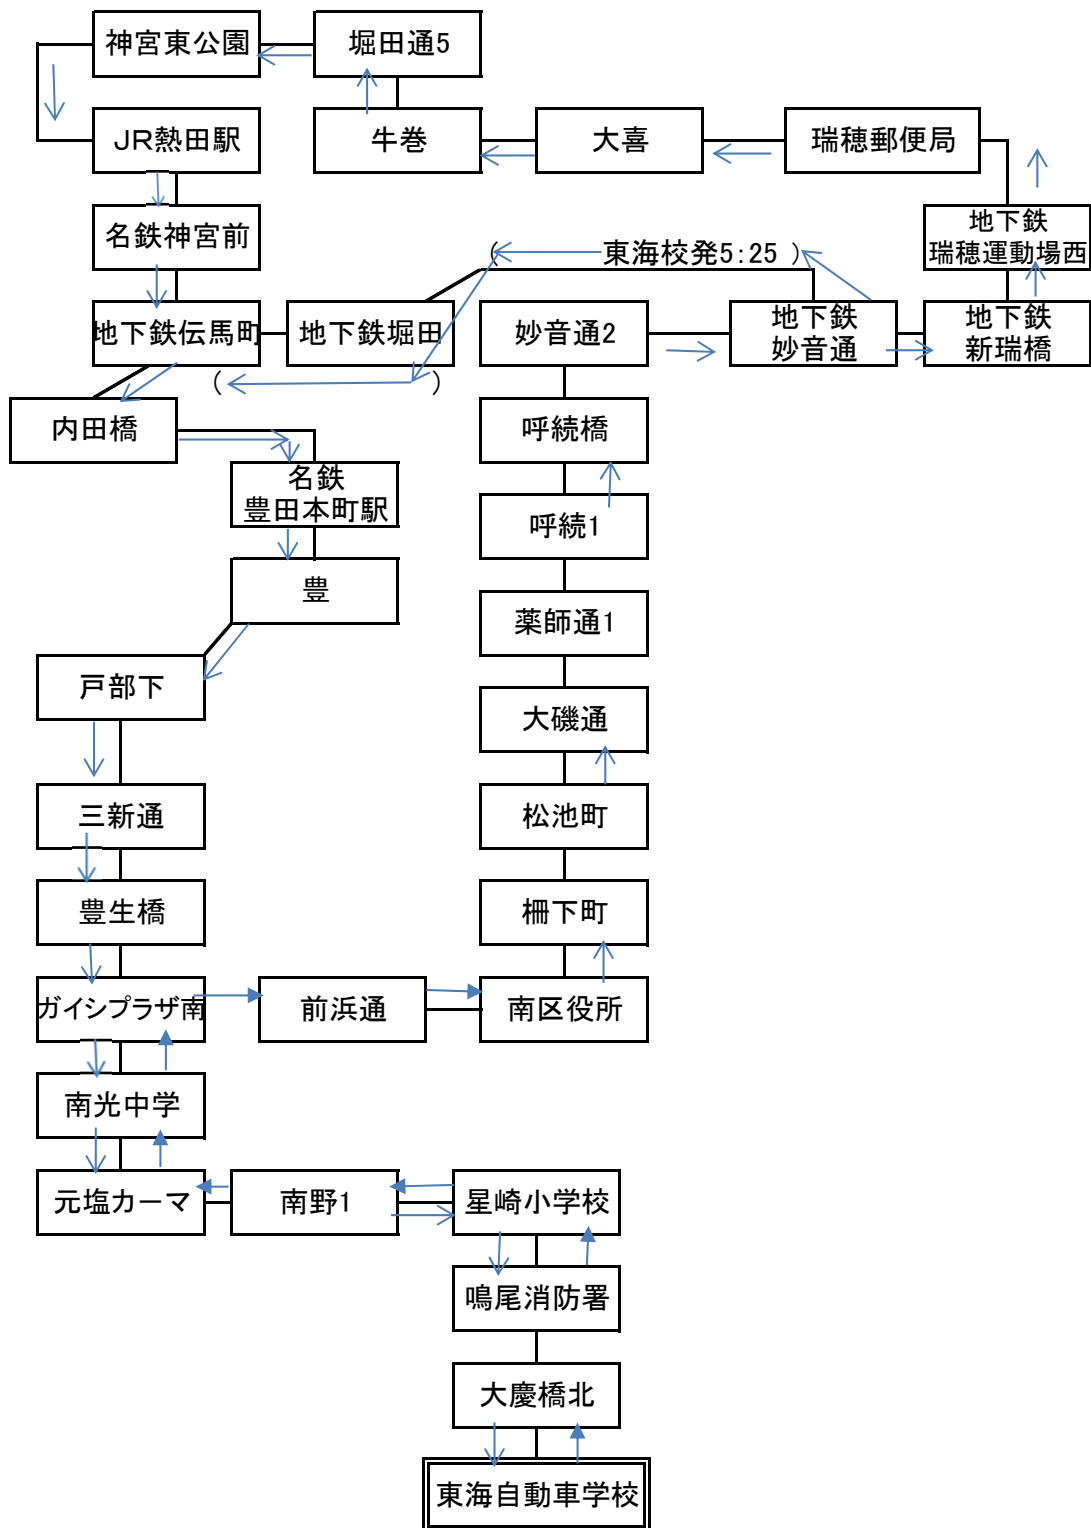 神宮東公園
堀田通5
JR熱田駅
牛巻
大喜
瑞穂郵便局
名鉄神宮前
( 東海校発5:25 )
地下鉄
瑞穂運動場西
地下鉄伝馬町
地下鉄堀田
妙音通2
地下鉄
妙音通
地下鉄
新瑞橋
( )
内田橋
呼続橋
名鉄
豊田本町駅
呼続1
豊
薬師通1
戸部下
大磯通
三新通
松池町
豊生橋
柵下町
ガイシプラザ南
前浜通
南区役所
南光中学
元塩カーマ
南野1
星崎小学校
鳴尾消防署
大慶橋北
東海自動車学校